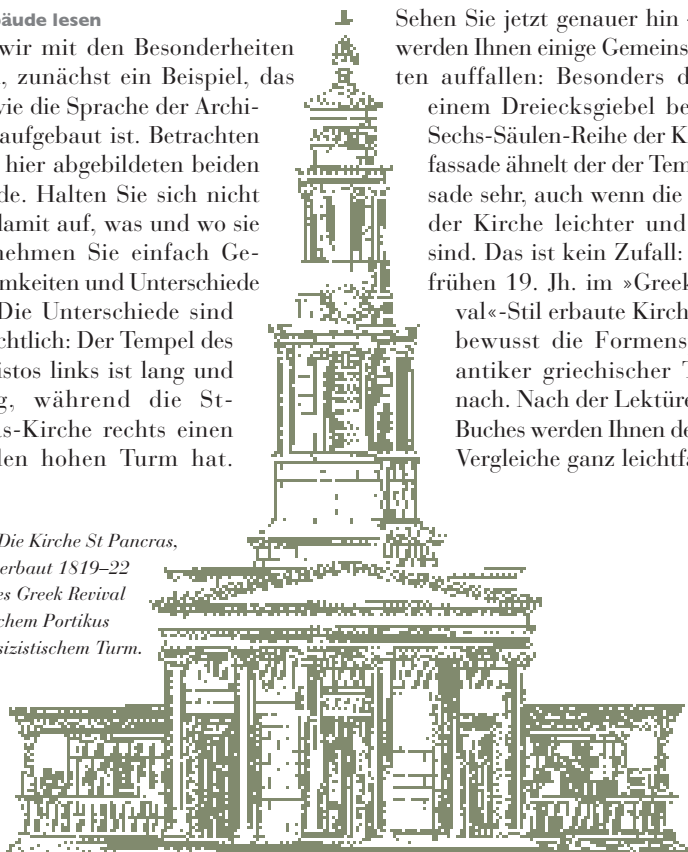 äude lesen
wir mit den Besonderheiten
, zunächst ein Beispiel, das
wie die Sprache der Archi-
aufgebaut ist. Betrachten
hier abgebildeten beiden
de. Halten Sie sich nicht
damit auf, was und wo sie
nehmen Sie einfach Ge-
mkeiten und Unterschiede
Die Unterschiede sind
chtlich: Der Tempel des
istos links ist lang und
g, während die St-
s-Kirche rechts einen
len hohen Turm hat.
Die Kirche St Pancras,
erbaut 1819–22
es Greek Revival
chem Portikus
sizistischem Turm.
Sehen Sie jetzt genauer hin
werden Ihnen einige Gemeins
ten auffallen: Besonders d
einem Dreiecksgiebel be
Sechs-Säulen-Reihe der K
fassade ähnelt der der Tem
sade sehr, auch wenn die
der Kirche leichter und
sind. Das ist kein Zufall:
frühen 19. Jh. im »Greek
val«-Stil erbaute Kirch
bewusst die Formens
antiker griechischer T
nach. Nach der Lektüre
Buches werden Ihnen de
Vergleiche ganz leichtfa